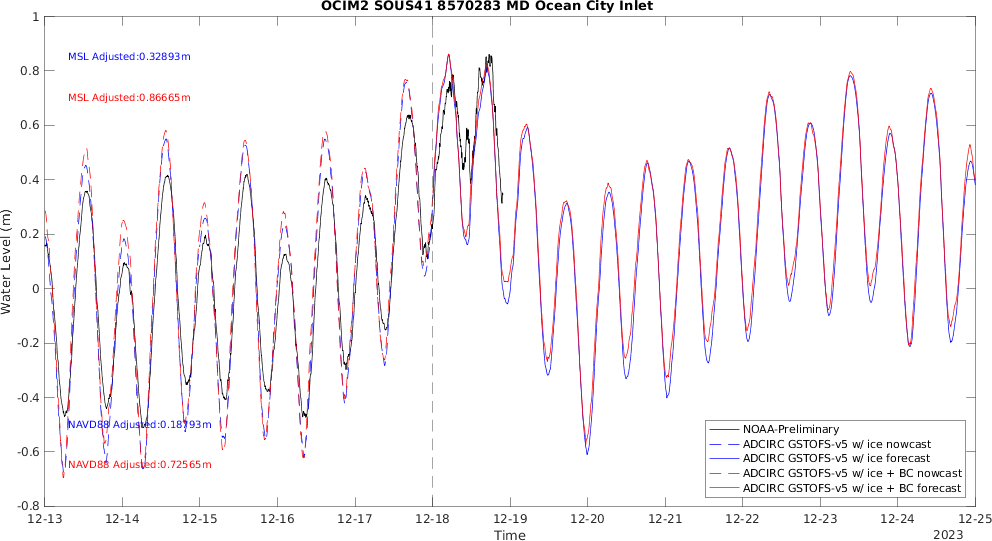 OCIM2 SOUS41 8570283 MD Ocean City Inlet
MSL Adjusted:0.32893m
MSL Adjusted:0.86665m
NAVD88 Adjusted:0.18793m
NAVD88 Adjusted:0.72565m
Water Level (m)
1
0.8
0.6
0.4
0.2
0
-0.2
-0.4
-0.6
-0.8
NOAA-Preliminary
ADCIRC GSTOFS-v5 w/ ice nowcast
ADCIRC GSTOFS-v5 w/ ice forecast
ADCIRC GSTOFS-v5 w/ ice + BC nowcast
ADCIRC GSTOFS-v5 w/ ice + BC forecast
12-13 12-14 12-15 12-16 12-17 12-18 12-19 12-20 12-21 12-22 12-23 12-24 12-25
Time
2023